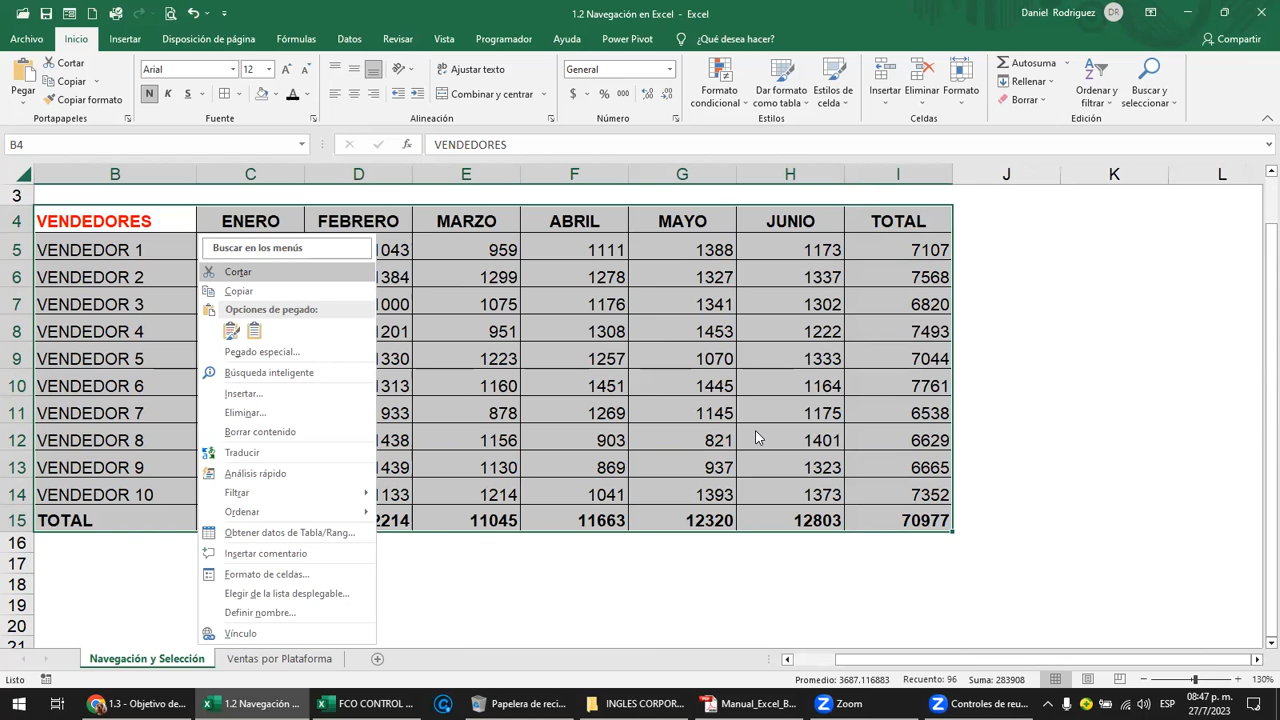 1.2 Navegación en Excel - Excel
Daniel Rodriguez DR
Archivo Inicio Insertar Disposición de página Fórmulas Datos Revisar Vista Programador Ayuda Power Pivot ¿Qué desea hacer? Compartir
Pegar
Cortar
Copiar
Copiar formato
Portapapeles
Arial 12
N K S
Fuente
Ajustar texto
Combinar y centrar
Alineación
General
$ % 000
Número
Formato condicional
Dar formato como tabla
Estilos de celda
Estilos
Insertar Eliminar Formato
Celdas
Autosuma
Rellenar
Borrar
Ordenar y filtrar
Buscar y seleccionar
Edición
B4 fx VENDEDORES
B C D E F G H I J K L
3
4 VENDEDORES ENERO FEBRERO MARZO ABRIL MAYO JUNIO TOTAL
5 VENDEDOR 1 1043 959 1111 1388 1173 7107
6 VENDEDOR 2 1384 1299 1278 1327 1337 7568
7 VENDEDOR 3 1000 1075 1176 1341 1302 6820
8 VENDEDOR 4 1201 951 1308 1453 1222 7493
9 VENDEDOR 5 1330 1223 1257 1070 1333 7044
10 VENDEDOR 6 1313 1160 1451 1445 1164 7761
11 VENDEDOR 7 933 878 1269 1145 1175 6538
12 VENDEDOR 8 1438 1156 903 821 1401 6629
13 VENDEDOR 9 1439 1130 869 937 1323 6665
14 VENDEDOR 10 1133 1214 1041 1393 1373 7352
15 TOTAL 2214 11045 11663 12320 12803 70977
16
17
18
19
20
21
Buscar en los menús
Cortar
Copiar
Opciones de pegado:
Pegado especial...
Búsqueda inteligente
Insertar...
Eliminar...
Borrar contenido
Traducir
Análisis rápido
Filtrar
Ordenar
Obtener datos de Tabla/Rang...
Insertar comentario
Formato de celdas...
Elegir de la lista desplegable...
Definir nombre...
Vínculo
Navegación y Selección Ventas por Plataforma
Listo Promedio: 3687.116883 Recuento: 96 Suma: 283908 130%
1.3 - Objetivo de... 1.2 Navegación ... FCO CONTROL ... Papelera de reci... INGLES CORPOR... Manual_Excel_B... Zoom Controles de reu... ESP 08:47 p. m.
27/7/2023